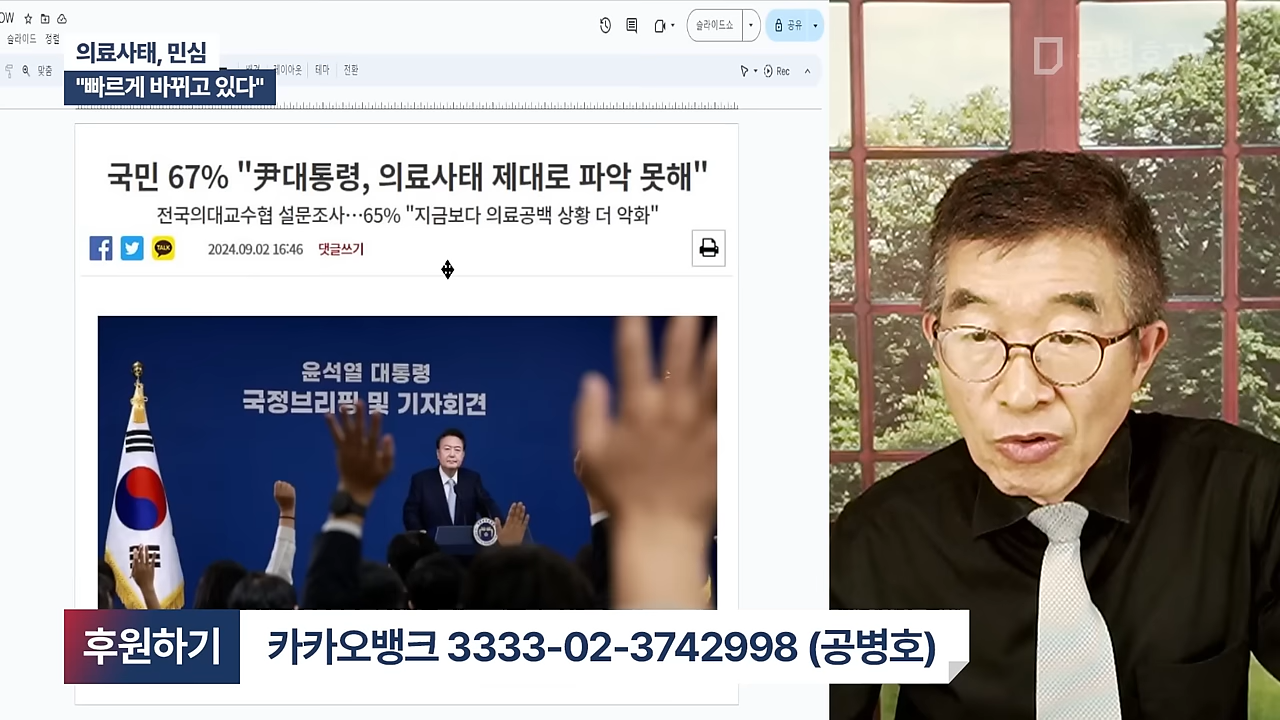 OW
슬라이드 정렬
의료사태, 민심
"빠르게 바뀌고 있다"
맞춤
레이아웃 테마 전환
슬라이드쇼
공유
Rec
국민 67% "尹대통령, 의료사태 제대로 파악 못해"
전국의대교수협 설문조사…65% "지금보다 의료공백 상황 더 악화"
TALK
2024.09.02 16:46 댓글쓰기
윤석열 대통령
국정브리핑 및 기자회견
후원하기
카카오뱅크 3333-02-3742998 (공병호)